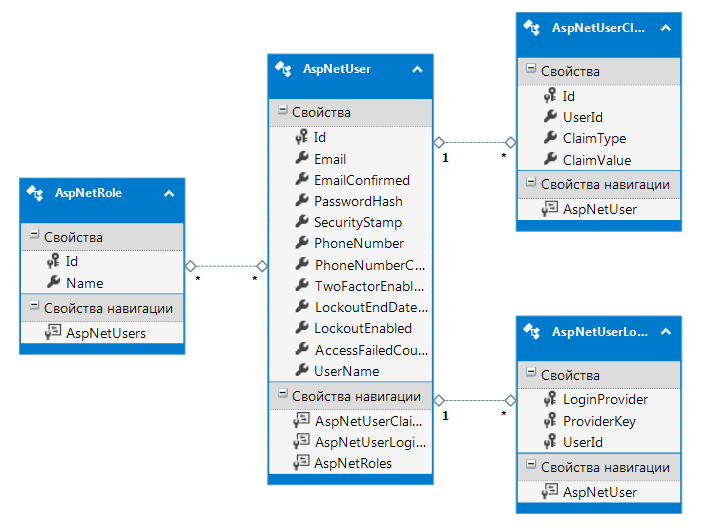 AspNetRole
Свойства
Id
Name
Свойства навигации
AspNetUsers
*
*
AspNetUser
Свойства
Id
Email
EmailConfirmed
PasswordHash
SecurityStamp
PhoneNumber
PhoneNumberC...
TwoFactorEnabl...
LockoutEndDate...
LockoutEnabled
AccessFailedCou...
UserName
Свойства навигации
AspNetUserClai...
AspNetUserLogi...
AspNetRoles
1
*
1
*
AspNetUserCl...
Свойства
Id
UserId
ClaimType
ClaimValue
Свойства навигации
AspNetUser
AspNetUserLo...
Свойства
LoginProvider
ProviderKey
UserId
Свойства навигации
AspNetUser